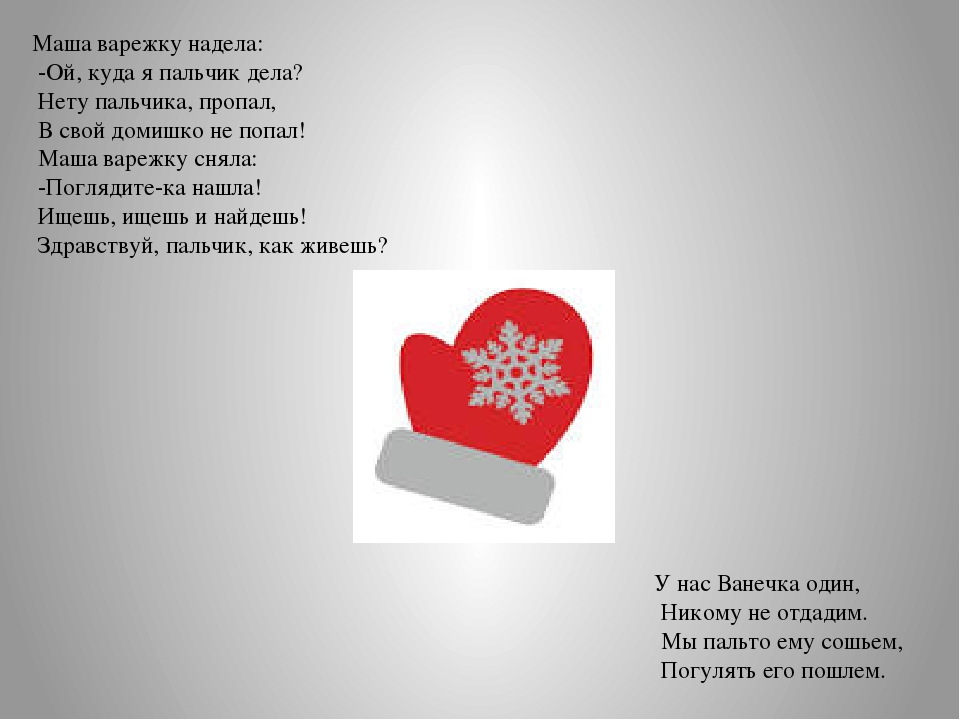 Маша варежку надела:
-Ой, куда я пальчик дела?
Нету пальчика, пропал,
В свой домишко не попал!
Маша варежку сняла:
-Поглядите-ка нашла!
Ищешь, ищешь и найдешь!
Здравствуй, пальчик, как живешь?
У нас Ванечка один,
Никому не отдадим.
Мы пальто ему сошьем,
Погулять его пошлем.